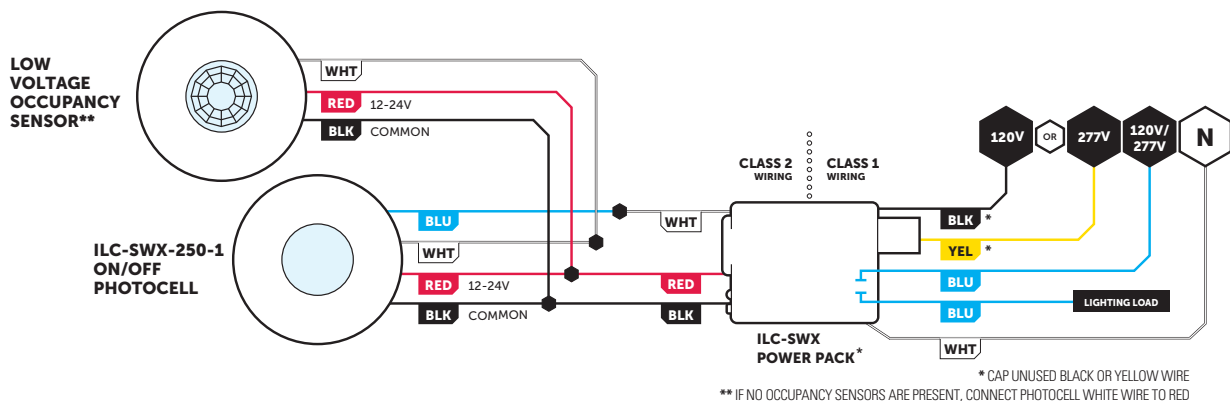 LOW
VOLTAGE
OCCUPANCY
SENSOR**
WHT
RED 12-24V
BLK COMMON
ILC-SWX-250-1
ON/OFF
PHOTOCELL
BLU
WHT
RED 12-24V
BLK COMMON
WHT
RED
BLK
CLASS 2
WIRING
CLASS 1
WIRING
ILC-SWX
POWER PACK*
120V
OR
277V
120V/
277V
N
BLK *
YEL *
BLU
BLU
LIGHTING LOAD
WHT
* CAP UNUSED BLACK OR YELLOW WIRE
** IF NO OCCUPANCY SENSORS ARE PRESENT, CONNECT PHOTOCELL WHITE WIRE TO RED